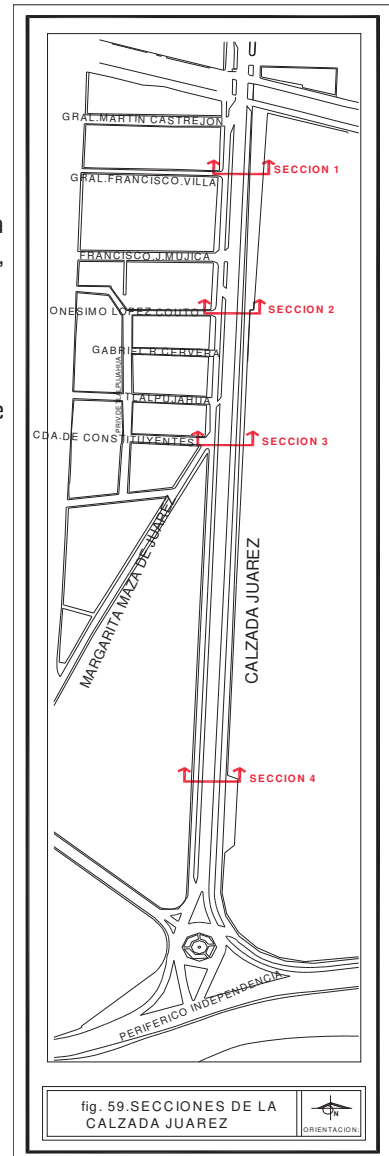 GRAL.MARTIN CASTREJON
SECCION 1
GRAL.FRANCISCO.VILLA
FRANCISCO.J.MUJICA
ONESIMO LOPEZ COUTO
SECCION 2
GABRIEL.R.CERVERA
TLALPUJAHUA
CDA.DE CONSTITUYENTES
SECCION 3
MARGARITA MAZA DE JUAREZ
CALZADA JUAREZ
SECCION 4
PERIFERICO INDEPENDENCIA
fig. 59.SECCIONES DE LA
CALZADA JUAREZ
N
ORIENTACION: